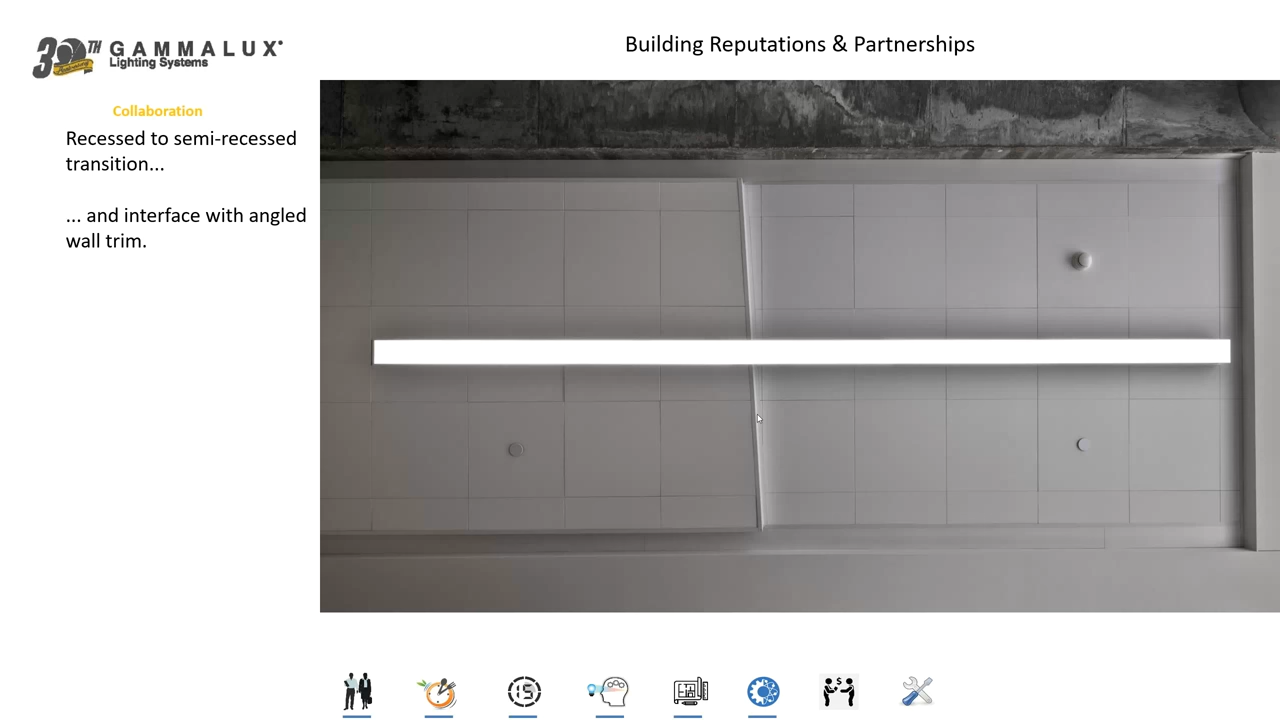 30TH GAMMALUX
Lighting Systems
Building Reputations & Partnerships
Collaboration
Recessed to semi-recessed
transition...
... and interface with angled
wall trim.
15